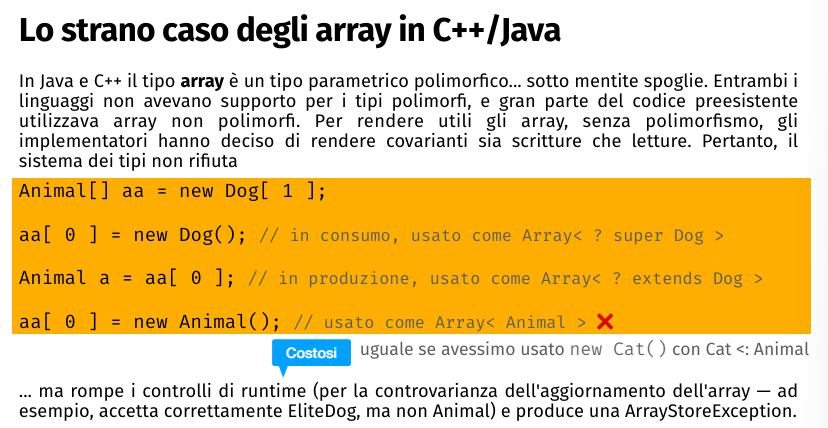 Lo strano caso degli array in C++/Java
In Java e C++ il tipo array è un tipo parametrico polimorfico... sotto mentite spoglie. Entrambi i
linguaggi non avevano supporto per i tipi polimorfi, e gran parte del codice preesistente
utilizzava array non polimorfi. Per rendere utili gli array, senza polimorfismo, gli
implementatori hanno deciso di rendere covarianti sia scritture che letture. Pertanto, il
sistema dei tipi non rifiuta
Animal[] aa = new Dog[ 1 ];
aa[ 0 ] = new Dog(); // in consumo, usato come Array< ? super Dog >
Animal a = aa[ 0 ]; // in produzione, usato come Array< ? extends Dog >
aa[ 0 ] = new Animal(); // usato come Array< Animal > ❌
Costosi
uguale se avessimo usato new Cat() con Cat <: Animal
... ma rompe i controlli di runtime (per la controvarianza dell'aggiornamento dell'array — ad
esempio, accetta correttamente EliteDog, ma non Animal) e produce una ArrayStoreException.